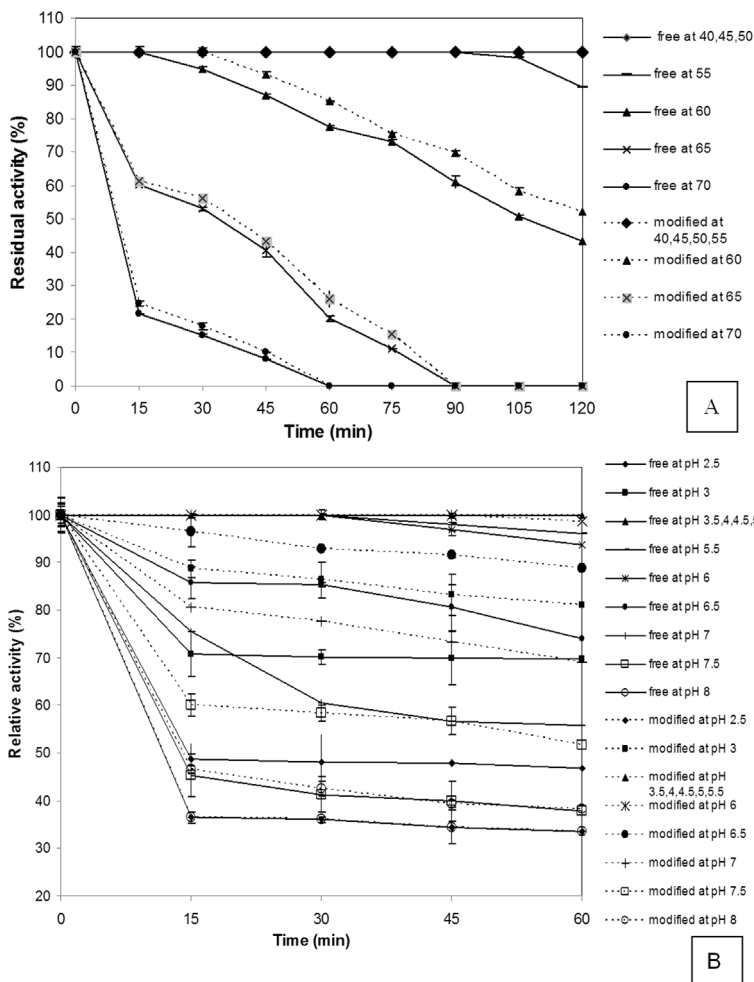 110
100
90
80
70
60
50
40
30
20
10
0
0 15 30 45 60 75 90 105 120
Residual activity (%)
Time (min)
free at 40,45,50
free at 55
free at 60
free at 65
free at 70
modified at
40,45,50,55
modified at 60
modified at 65
modified at 70
A
110
100
90
80
70
60
50
40
30
20
0 15 30 45 60
Relative activity (%)
Time (min)
free at pH 2.5
free at pH 3
free at pH 3.5,4,4.5,5
free at pH 5.5
free at pH 6
free at pH 6.5
free at pH 7
free at pH 7.5
free at pH 8
modified at pH 2.5
modified at pH 3
modified at pH
3.5,4,4.5,5,5.5
modified at pH 6
modified at pH 6.5
modified at pH 7
modified at pH 7.5
modified at pH 8
B